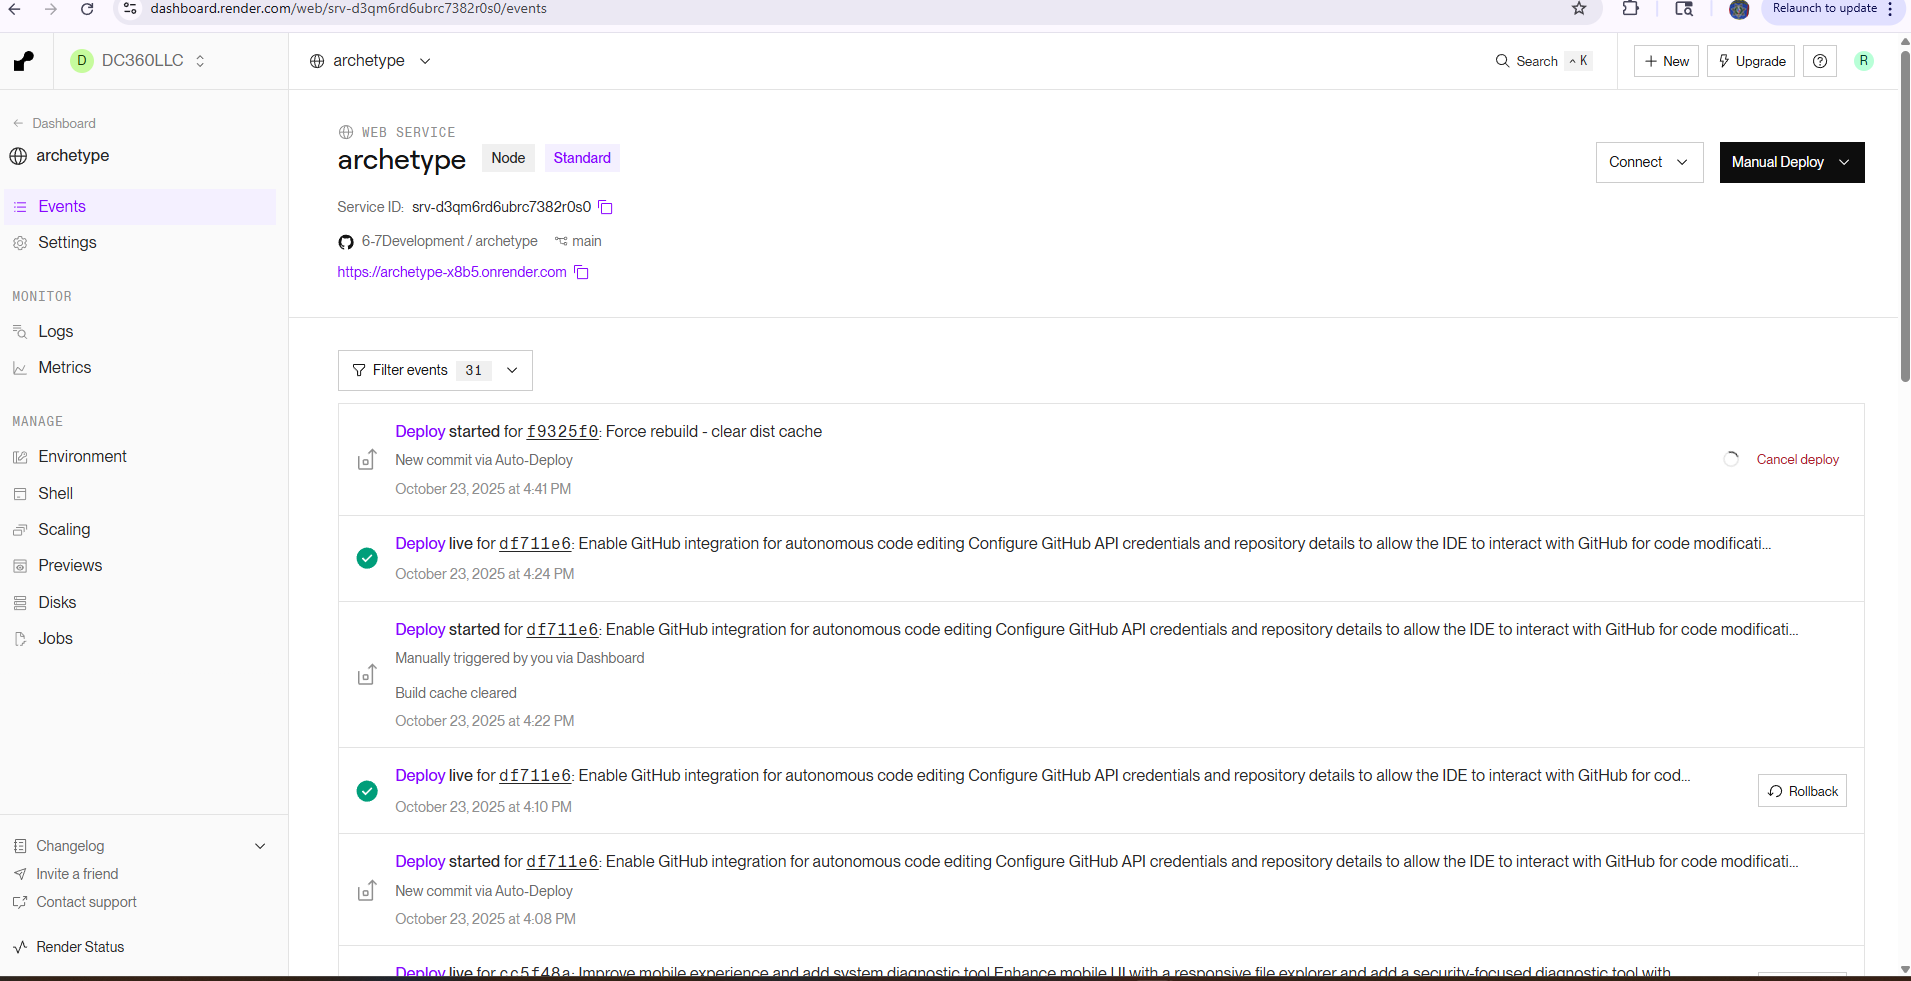 dashboard.render.com/web/srv-d3qm6rd6ubrc7382r0s0/events
Relaunch to update
D DC360LLC
archetype
Search ^ K
+ New
Upgrade
R
← Dashboard
archetype
Events
Settings
MONITOR
Logs
Metrics
MANAGE
Environment
Shell
Scaling
Previews
Disks
Jobs
Changelog
Invite a friend
Contact support
Render Status
WEB SERVICE
archetype Node Standard
Connect
Manual Deploy
Service ID: srv-d3qm6rd6ubrc7382r0s0
6-7Development / archetype main
https://archetype-x8b5.onrender.com
Filter events 31
Deploy started for f9325f0: Force rebuild - clear dist cache
New commit via Auto-Deploy
October 23, 2025 at 4:41 PM
Cancel deploy
Deploy live for df711e6: Enable GitHub integration for autonomous code editing Configure GitHub API credentials and repository details to allow the IDE to interact with GitHub for code modificati...
October 23, 2025 at 4:24 PM
Deploy started for df711e6: Enable GitHub integration for autonomous code editing Configure GitHub API credentials and repository details to allow the IDE to interact with GitHub for code modificati...
Manually triggered by you via Dashboard
Build cache cleared
October 23, 2025 at 4:22 PM
Deploy live for df711e6: Enable GitHub integration for autonomous code editing Configure GitHub API credentials and repository details to allow the IDE to interact with GitHub for cod...
October 23, 2025 at 4:10 PM
Rollback
Deploy started for df711e6: Enable GitHub integration for autonomous code editing Configure GitHub API credentials and repository details to allow the IDE to interact with GitHub for code modificati...
New commit via Auto-Deploy
October 23, 2025 at 4:08 PM
Deploy live for cc5f48a: Improve mobile experience and add system diagnostic tool Enhance mobile UI with a responsive file explorer and add a security-focused diagnostic tool with